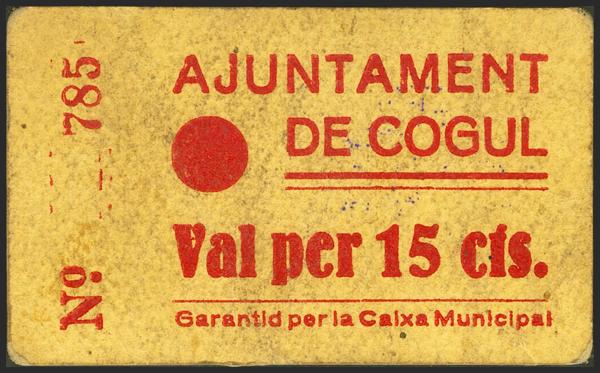 Nº 785
AJUNTAMENT
DE COGUL
Val per 15 cts.
Garantid per la Caixa Municipal